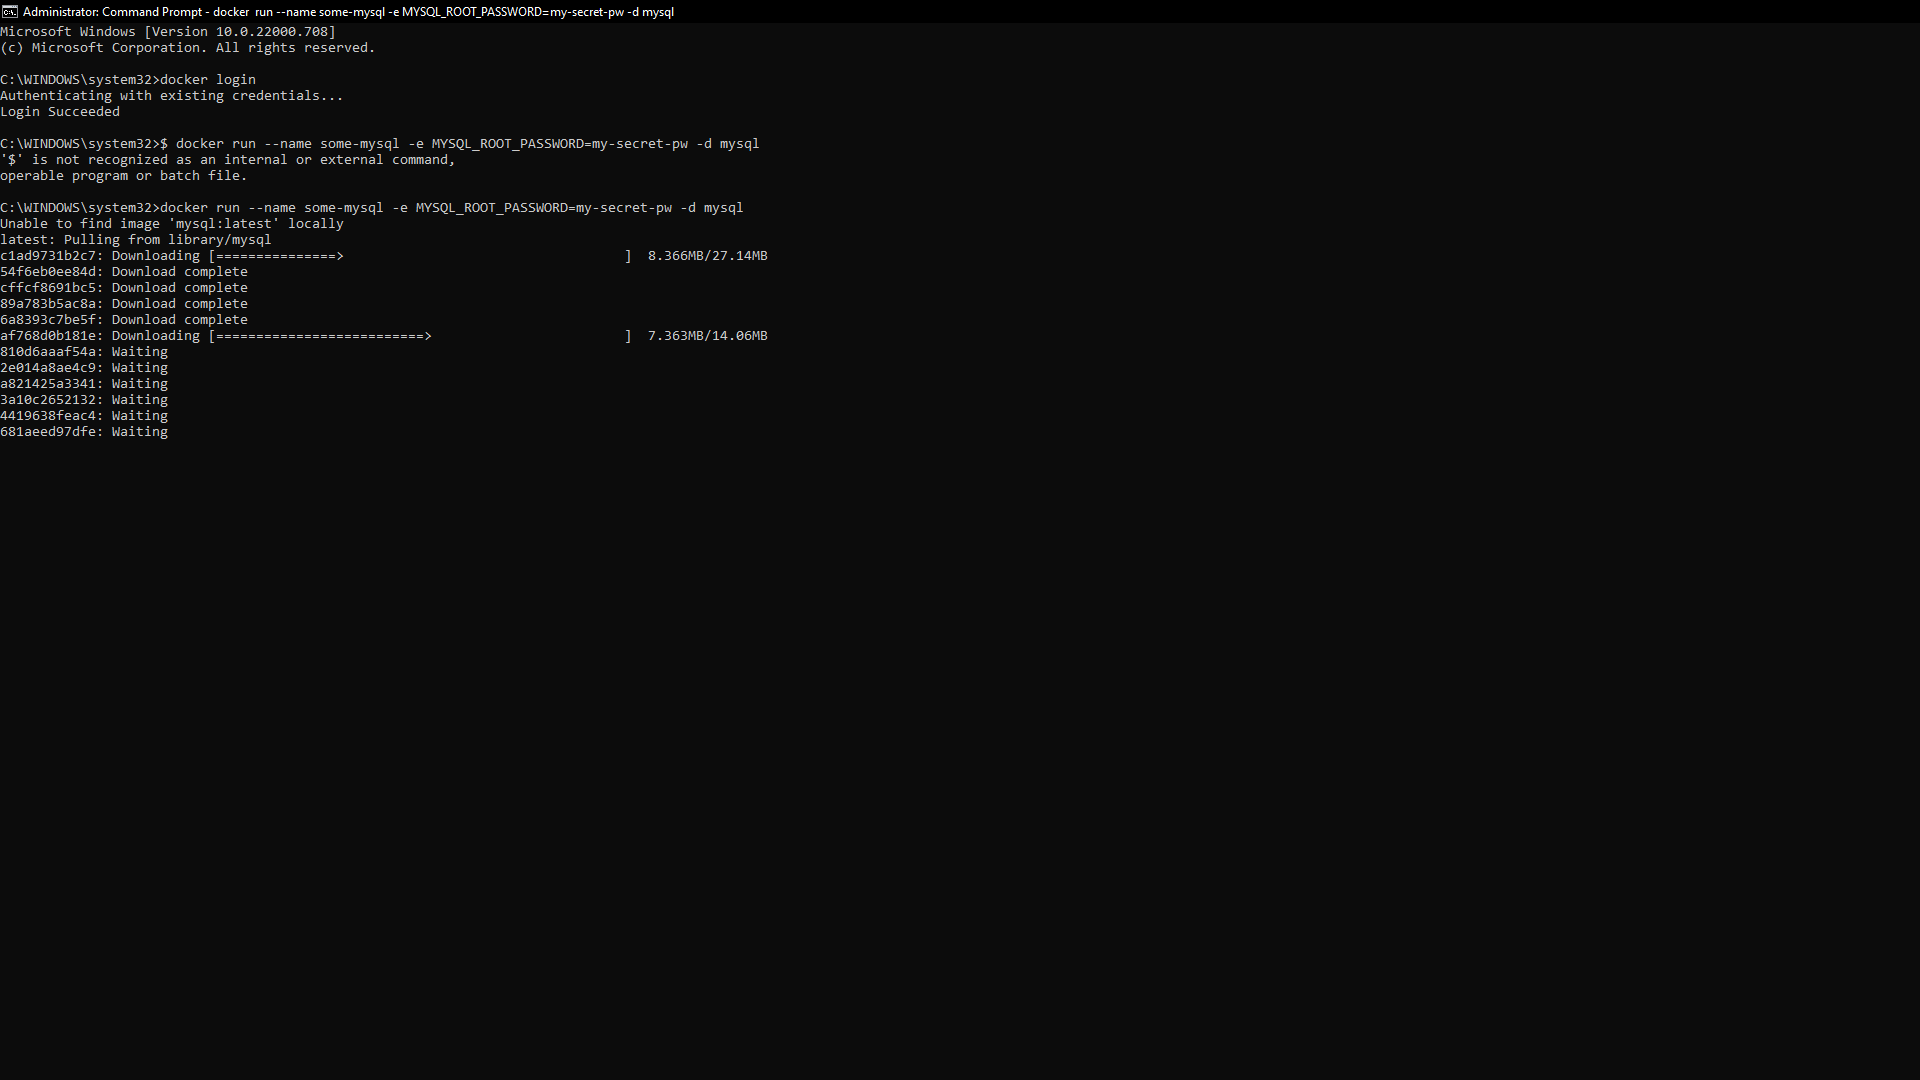 Administrator: Command Prompt - docker  run --name some-mysql -e MYSQL_ROOT_PASSWORD=my-secret-pw -d mysql
Microsoft Windows [Version 10.0.22000.708]
(c) Microsoft Corporation. All rights reserved.
C:\WINDOWS\system32>docker login
Authenticating with existing credentials...
Login Succeeded
C:\WINDOWS\system32>$ docker run --name some-mysql -e MYSQL_ROOT_PASSWORD=my-secret-pw -d mysql
'$' is not recognized as an internal or external command,
operable program or batch file.
C:\WINDOWS\system32>docker run --name some-mysql -e MYSQL_ROOT_PASSWORD=my-secret-pw -d mysql
Unable to find image 'mysql:latest' locally
latest: Pulling from library/mysql
c1ad9731b2c7: Downloading [===============>                                   ]  8.366MB/27.14MB
54f6eb0ee84d: Download complete
cffcf8691bc5: Download complete
89a783b5ac8a: Download complete
6a8393c7be5f: Download complete
af768d0b181e: Downloading [==========================>                        ]  7.363MB/14.06MB
810d6aaaf54a: Waiting
2e014a8ae4c9: Waiting
a821425a3341: Waiting
3a10c2652132: Waiting
4419638feac4: Waiting
681aeed97dfe: Waiting